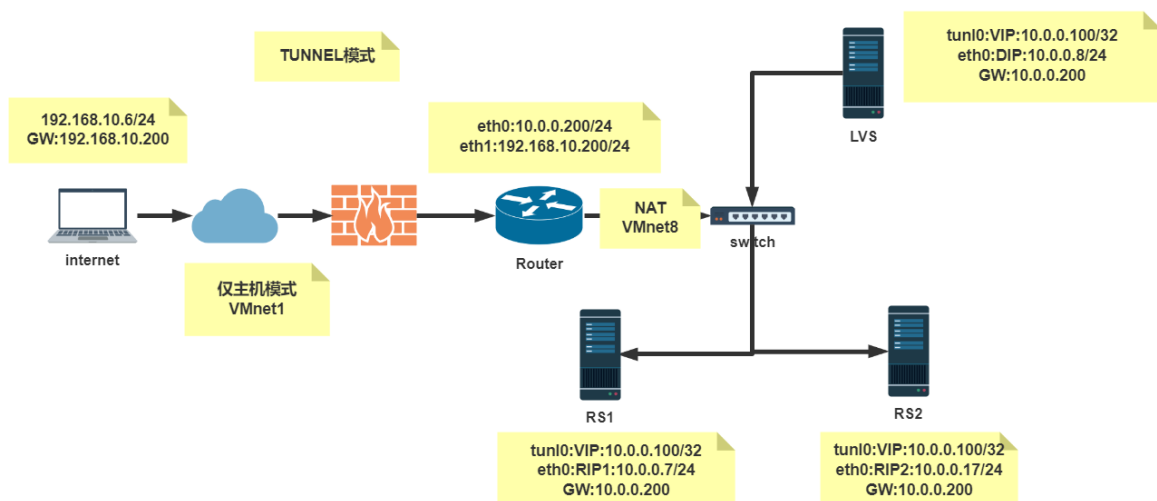 TUNNEL模式
tunl0:VIP:10.0.0.100/32
eth0:DIP:10.0.0.8/24
GW:10.0.0.200
LVS
192.168.10.6/24
GW:192.168.10.200
eth0:10.0.0.200/24
eth1:192.168.10.200/24
NAT
VMnet8
switch
internet
Router
仅主机模式
VMnet1
RS1
RS2
tunl0:VIP:10.0.0.100/32
eth0:RIP1:10.0.0.7/24
GW:10.0.0.200
tunl0:VIP:10.0.0.100/32
eth0:RIP2:10.0.0.17/24
GW:10.0.0.200